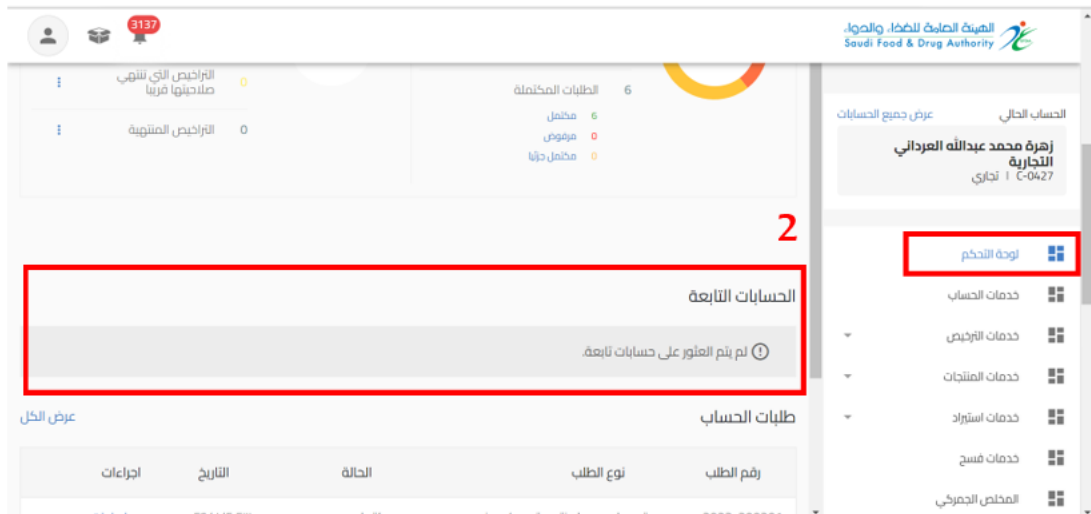 3137
الهيئة العامة للغذاء والدواء
Saudi Food & Drug Authority
الحساب الحالي
عرض جميع الحسابات
زهرة محمد عبدالله العرداني
التجارية
C-0427 | تجاري
لوحة التحكم
خدمات الحساب
خدمات الترخيص
خدمات المنتجات
خدمات استيراد
خدمات فسح
المخلص الجمركي
6 الطلبات المكتملة
6 مكتمل
0 مرفوض
0 مكتمل جزئيا
0 التراخيص التي تنتهي
صلاحيتها قريبا
0 التراخيص المنتهية
2
الحسابات التابعة
لم يتم العثور على حسابات تابعة.
طلبات الحساب
عرض الكل
رقم الطلب نوع الطلب الحالة التاريخ اجراءات